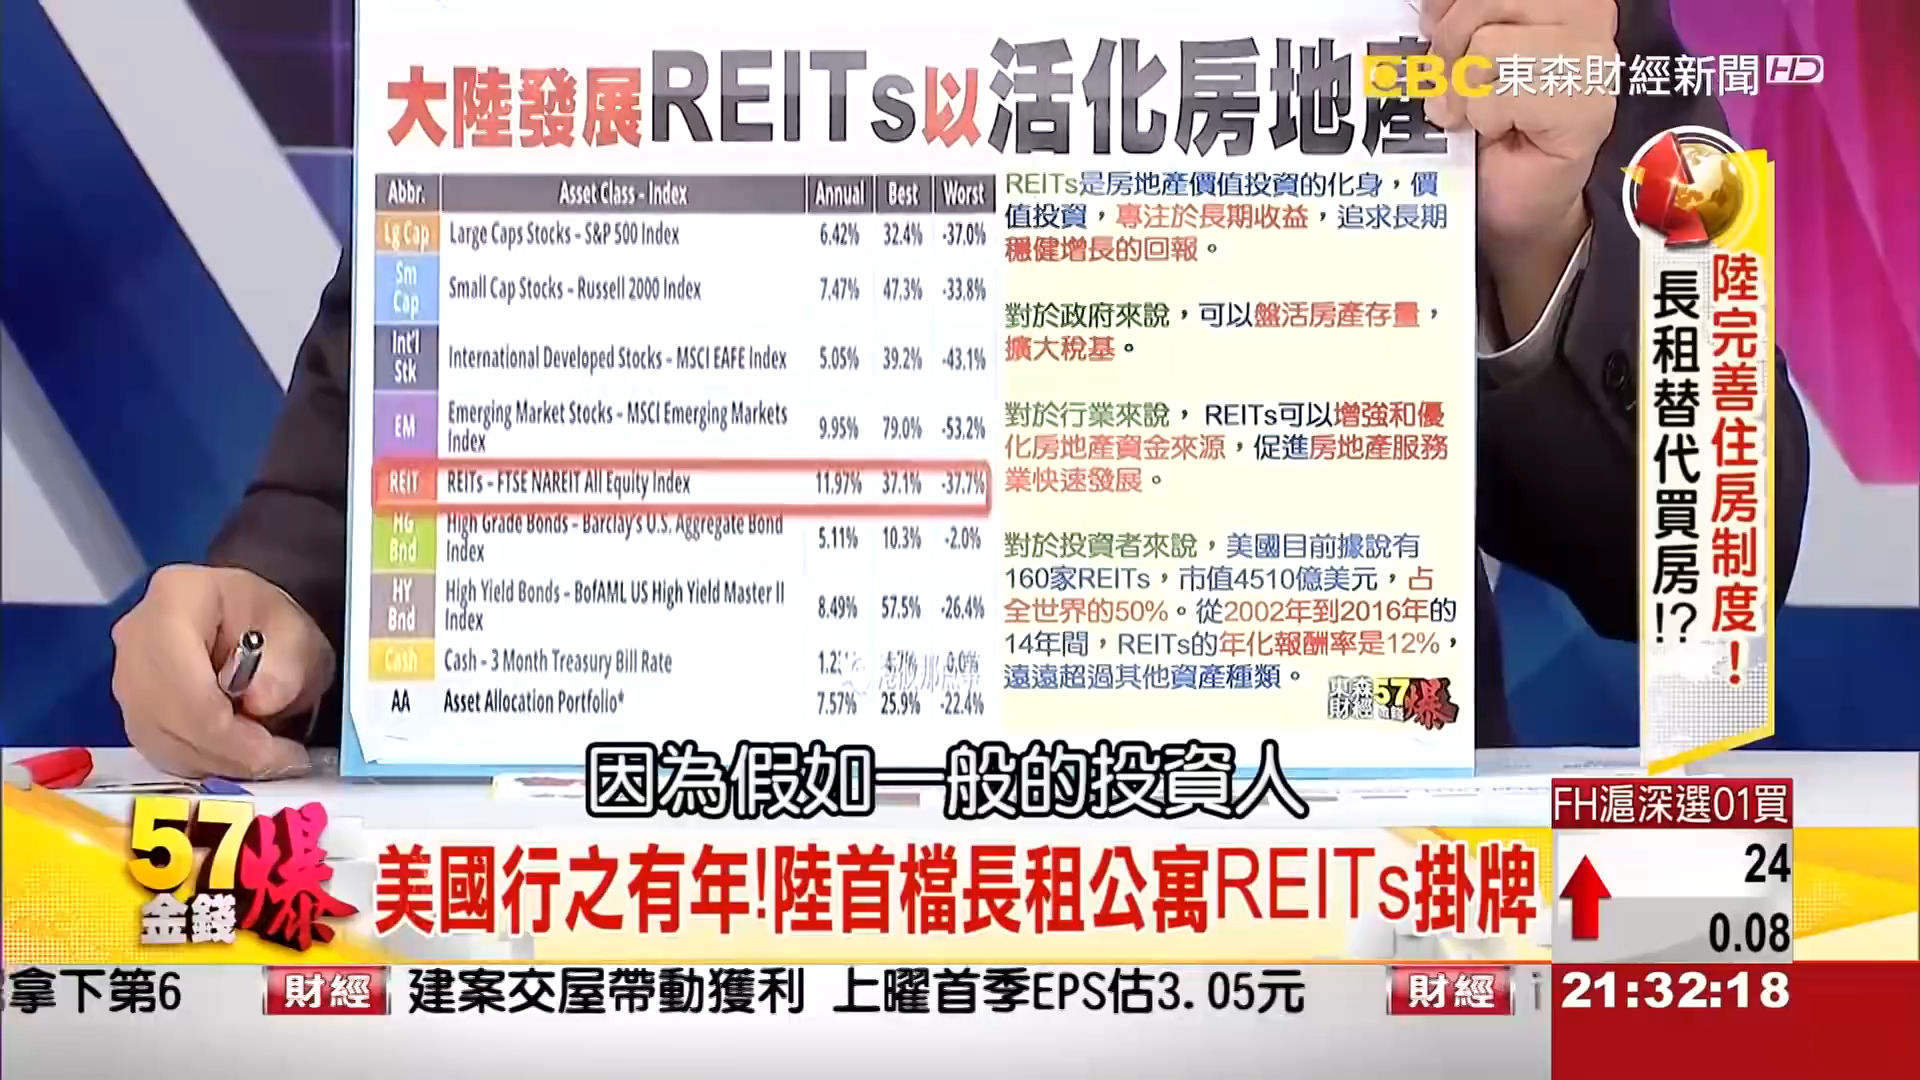 大陸發展REITs以活化房地產
EBC東森財經新聞HD
Abbr. Asset Class - Index Annual Best Worst
Lg Cap Large Caps Stocks - S&P 500 Index 6.42% 32.4% -37.0%
Sm Cap Small Cap Stocks - Russell 2000 Index 7.47% 47.3% -33.8%
Int'l Stk International Developed Stocks - MSCI EAFE Index 5.05% 39.2% -43.1%
EM Emerging Market Stocks - MSCI Emerging Markets Index 9.95% 79.0% -53.2%
REIT REITs - FTSE NAREIT All Equity Index 11.97% 37.1% -37.7%
HG Bnd High Grade Bonds - Barclay's U.S. Aggregate Bond Index 5.11% 10.3% -2.0%
HY Bnd High Yield Bonds - BofAML US High Yield Master II Index 8.49% 57.5% -26.4%
Cash Cash - 3 Month Treasury Bill Rate
AA Asset Allocation Portfolio* 7.57% 25.9% -22.4%
REITs是房地產價值投資的化身，價
值投資，專注於長期收益，追求長期
穩健增長的回報。
對於政府來說，可以盤活房產存量，
擴大稅基。
對於行業來說， REITs可以增強和優
化房地產資金來源，促進房地產服務
業快速發展。
對於投資者來說，美國目前據說有
160家REITs，市值4510億美元，占
全世界的50%。從2002年到2016年的
14年間，REITs的年化報酬率是12%，
遠遠超過其他資產種類。
東森
財經
57
金錢
爆
陸完善住房制度！
長租替代買房!?
因為假如一般的投資人
57
金錢
爆
美國行之有年!陸首檔長租公寓REITs掛牌
FH滬深選01買
24
0.08
拿下第6 財經 建案交屋帶動獲利 上曜首季EPS估3.05元 財經
21:32:18